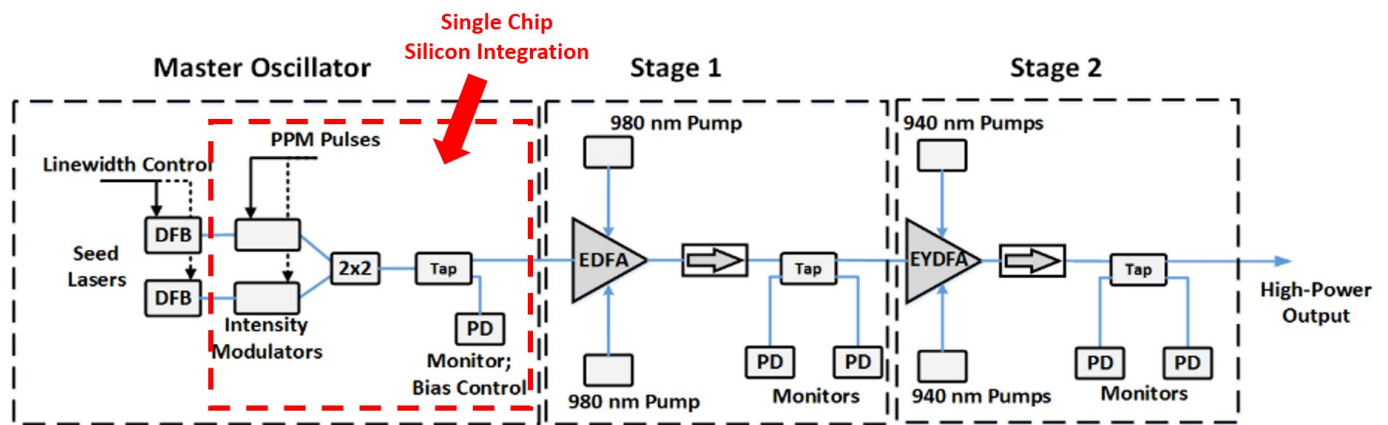 Single Chip
Silicon Integration
Master Oscillator
Stage 1
Stage 2
PPM Pulses
Linewidth Control
DFB
Seed
Lasers
DFB
2x2
Tap
Intensity
Modulators
PD
Monitor;
Bias Control
980 nm Pump
EDFA
Tap
980 nm Pump
PD
PD
Monitors
940 nm Pumps
EYDFA
Tap
940 nm Pumps
PD
PD
Monitors
High-Power
Output